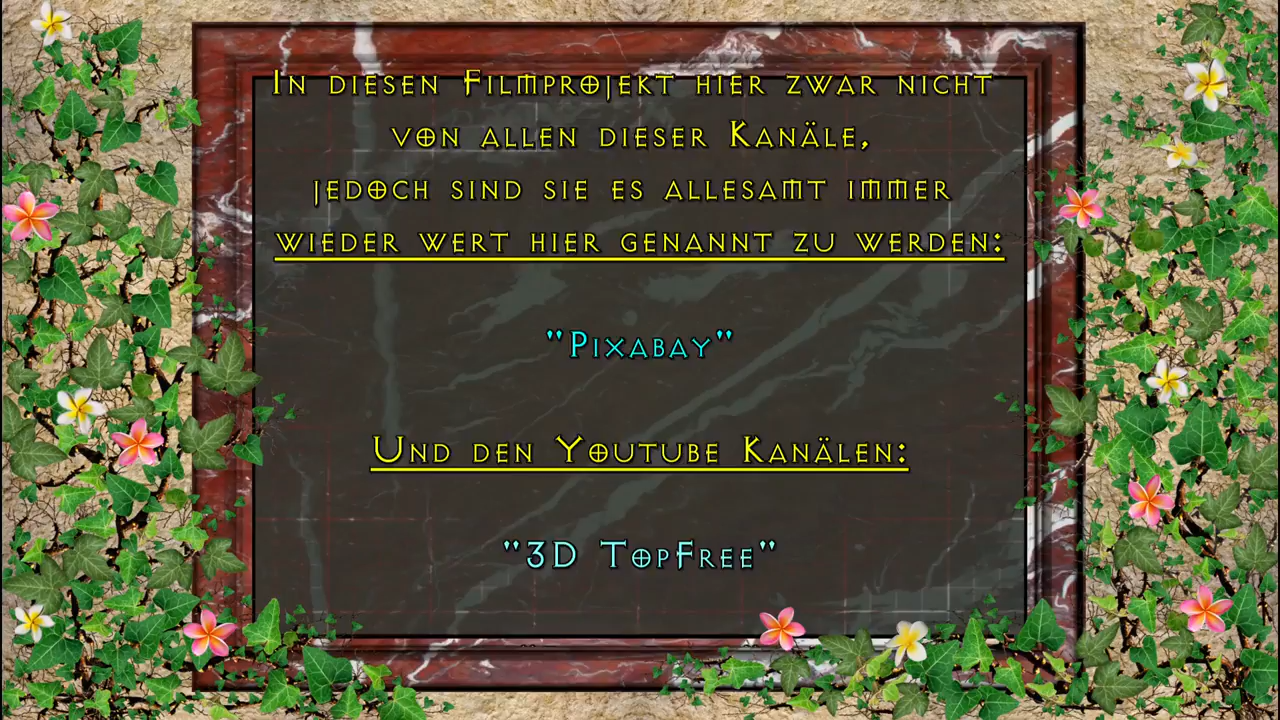 In diesen Filmprojekt hier zwar nicht
von allen dieser Kanäle,
jedoch sind sie es allesamt immer
wieder wert hier genannt zu werden:
"Pixabay"
Und den Youtube Kanälen:
"3D TopFree"